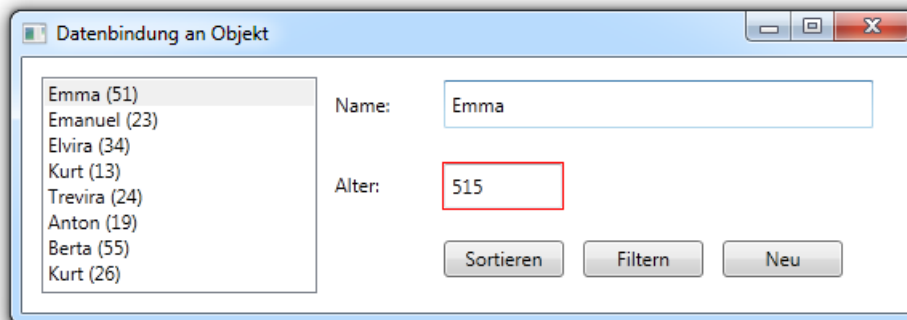 Datenbindung an Objekt
Emma (51)
Emanuel (23)
Elvira (34)
Kurt (13)
Trevira (24)
Anton (19)
Berta (55)
Kurt (26)
Name:
Emma
Alter:
515
Sortieren
Filtern
Neu